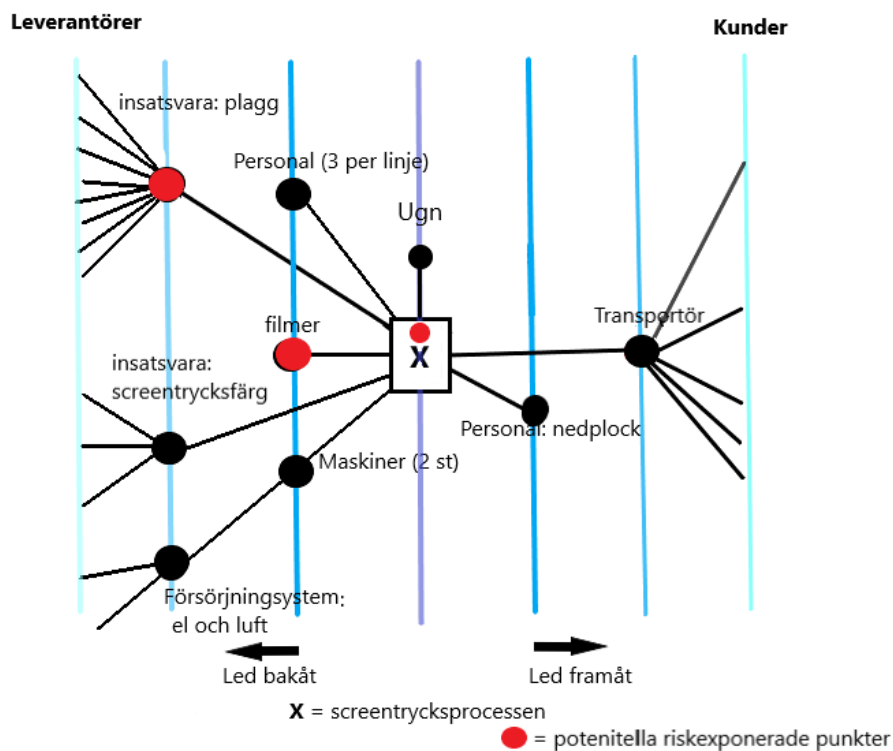 Leverantörer
Kunder
insatsvara: plagg
Personal (3 per linje)
Ugn
filmer
Transportör
insatsvara:
screentrycksfärg
X
Personal: nedplock
Maskiner (2 st)
Försörjningsystem:
el och luft
Led bakåt
Led framåt
X = screentrycksprocessen
= potenitella riskexponerade punkter